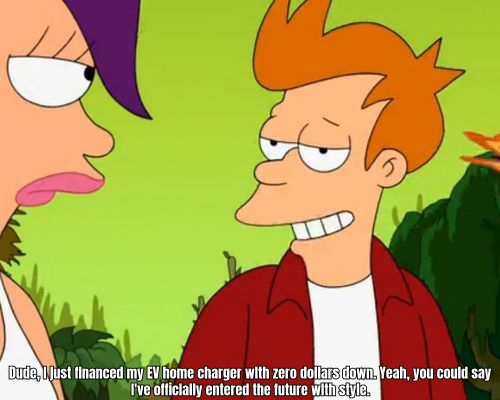 Dude, I just financed my EV home charger with zero dollars down. Yeah, you could say
I've officially entered the future with style.